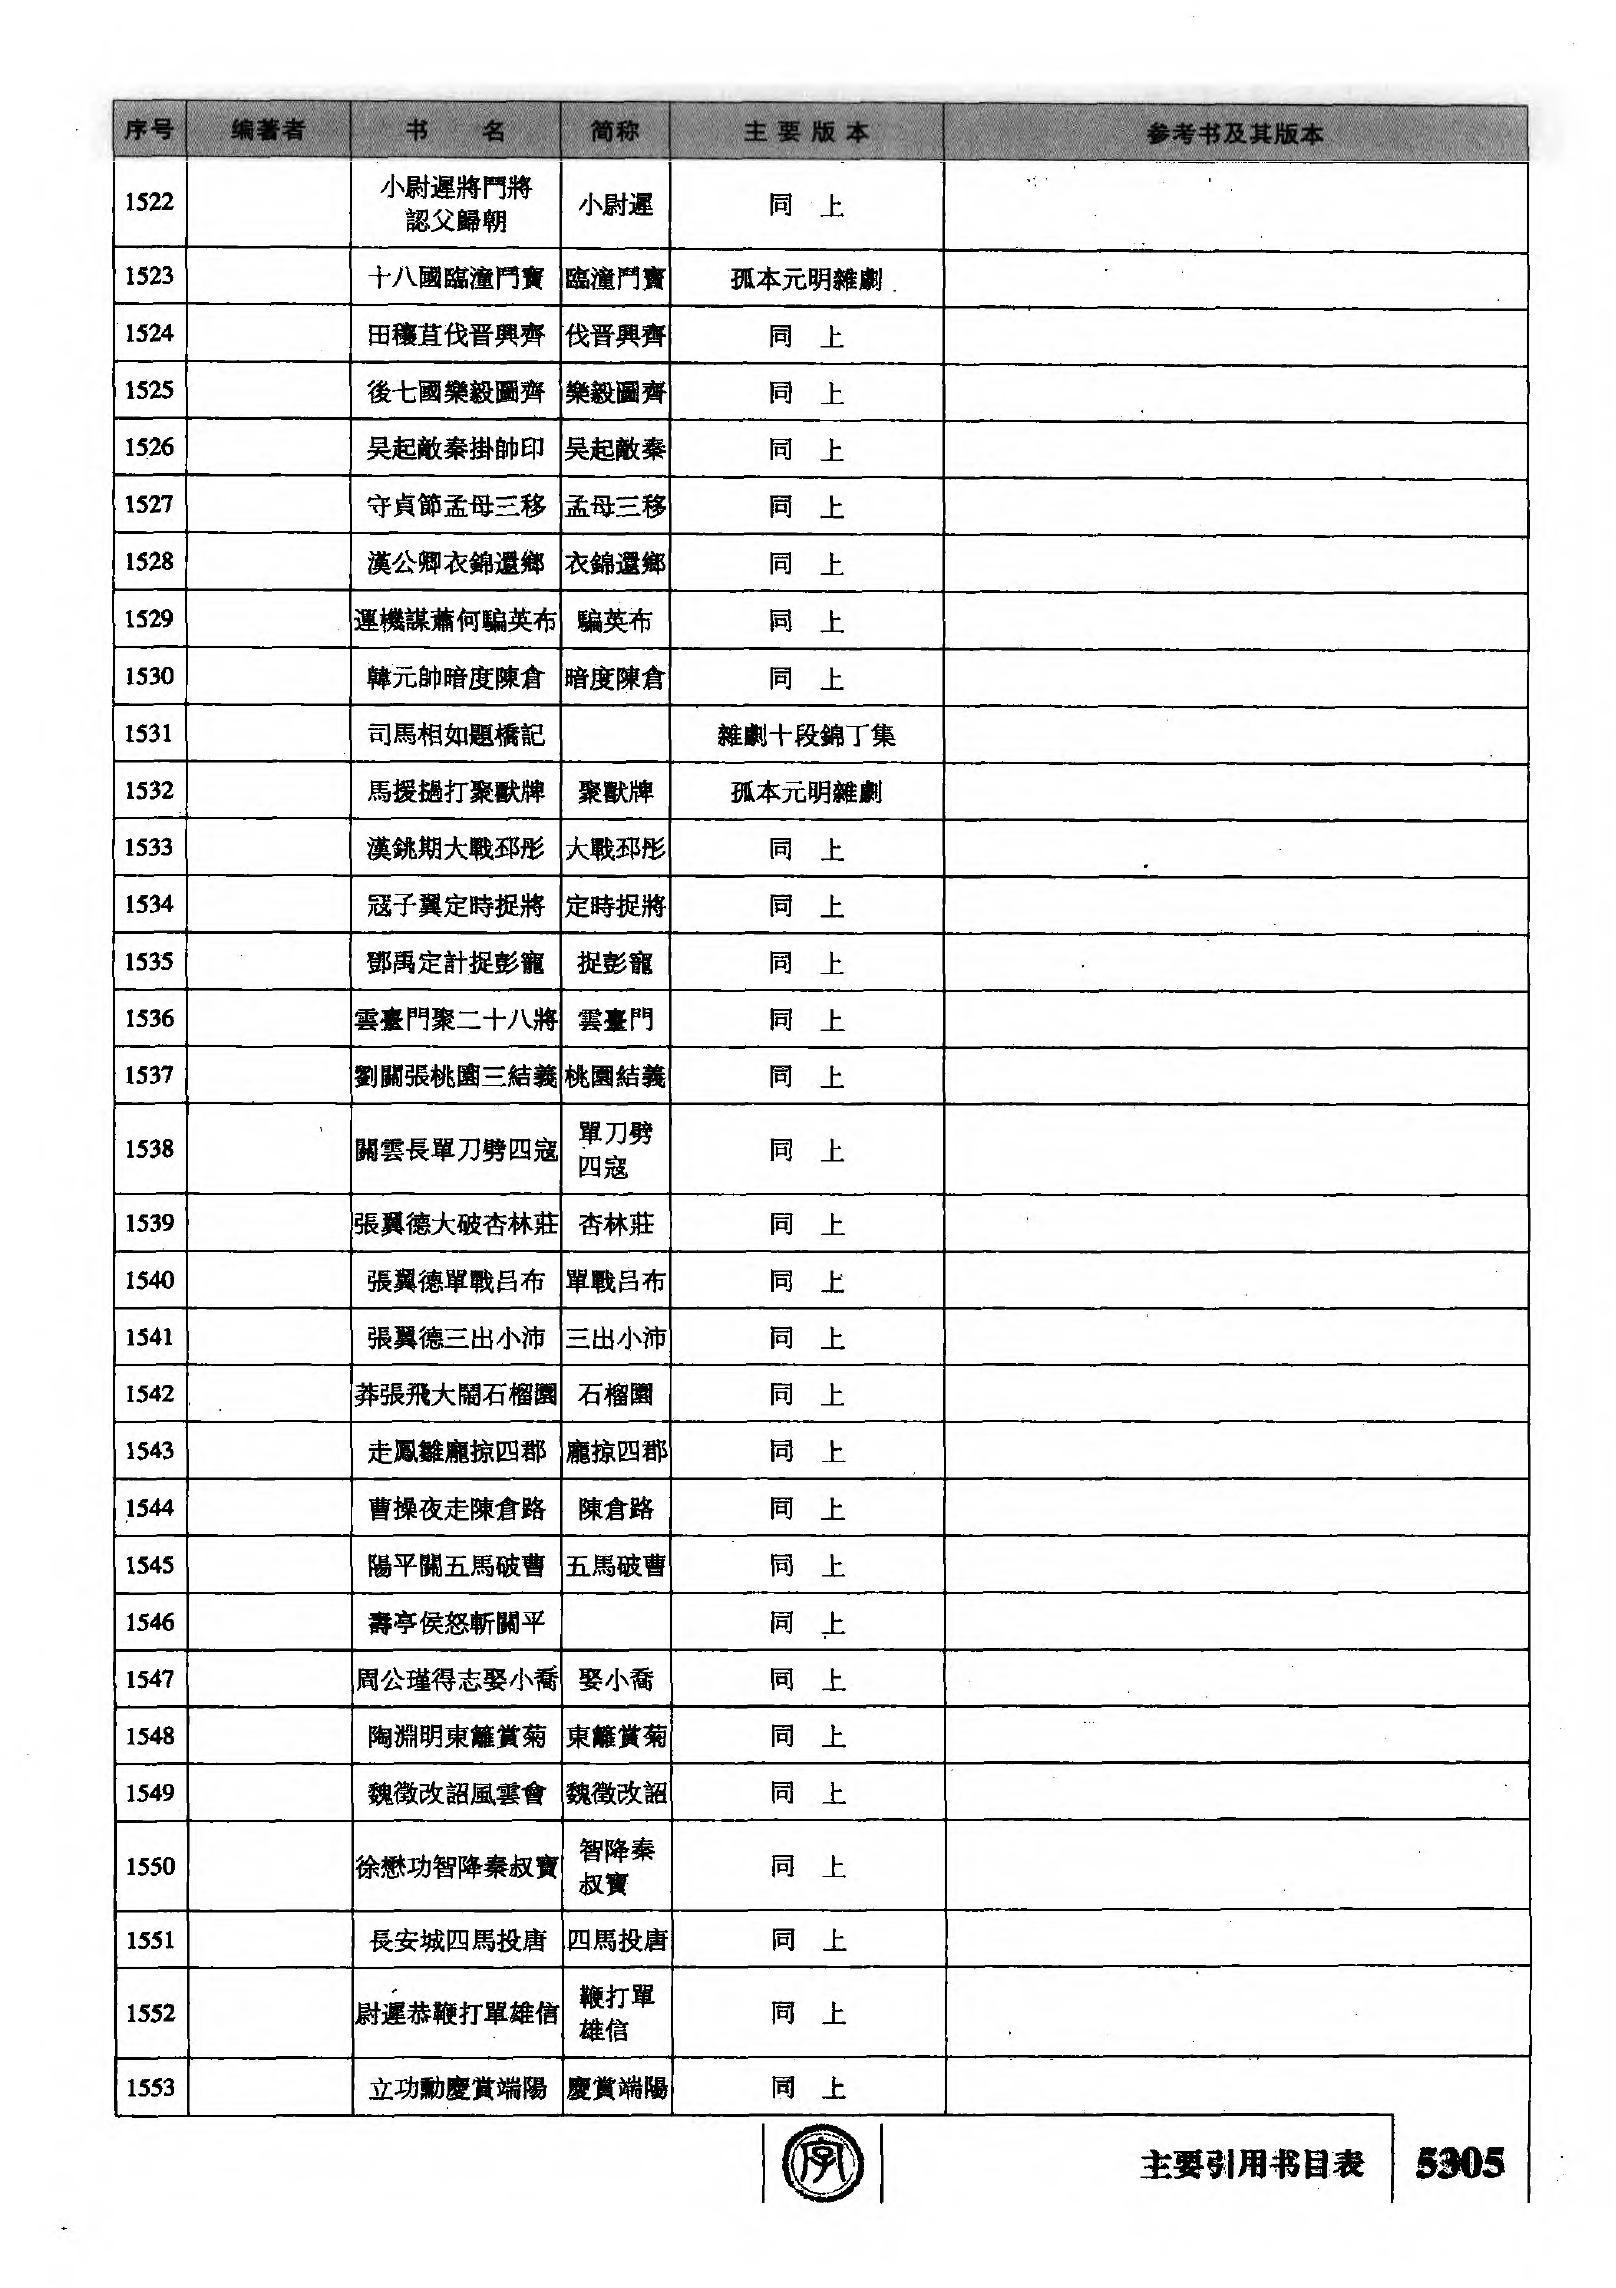 序号 编著者 书 名 简称 主要版本 参考书及其版本
1522 小尉遲將鬥將 認父歸朝 小尉遲 同 上
1523 十八國臨潼鬥寶 臨潼鬥寶 孤本元明雜劇
1524 田穰苴伐晋興齊 伐晋興齊 同 上
1525 後七國樂毅圖齊 樂毅圖齊 同 上
1526 吴起敵秦掛帥印 吴起敵秦 同 上
1527 守貞節孟母三移 孟母三移 同 上
1528 漢公卿衣錦還鄉 衣錦還鄉 同 上
1529 運機謀蕭何騙英布 騙英布 同 上
1530 韓元帥暗度陳倉 暗度陳倉 同 上
1531 司馬相如題橋記 雜劇十段錦丁集
1532 馬援撾打聚獸牌 聚獸牌 孤本元明雜劇
1533 漢銚期大戰邳彤 大戰邳彤 同 上
1534 寇子翼定時捉將 定時捉將 同 上
1535 鄧禹定計捉彭寵 捉彭寵 同 上
1536 雲臺門聚二十八將 雲臺門 同 上
1537 劉關張桃園三結義 桃園結義 同 上
1538 關雲長單刀劈四寇 單刀劈 四寇 同 上
1539 張翼德大破杏林莊 杏林莊 同 上
1540 張翼德單戰吕布 單戰吕布 同 上
1541 張翼德三出小沛 三出小沛 同 上
1542 莽張飛大鬧石榴園 石榴園 同 上
1543 走鳳雛龐掠四郡 龐掠四郡 同 上
1544 曹操夜走陳倉路 陳倉路 同 上
1545 陽平關五馬破曹 五馬破曹 同 上
1546 壽亭侯怒斬關平 同 上
1547 周公瑾得志娶小喬 娶小喬 同 上
1548 陶淵明東籬賞菊 東籬賞菊 同 上
1549 魏徵改詔風雲會 魏徵改詔 同 上
1550 徐懋功智降秦叔寶 智降秦 叔寶 同 上
1551 長安城四馬投唐 四馬投唐 同 上
1552 尉遲恭鞭打單雄信 鞭打單 雄信 同 上
1553 立功勳慶賞端陽 慶賞端陽 同 上
字
主要引用书目表 5305